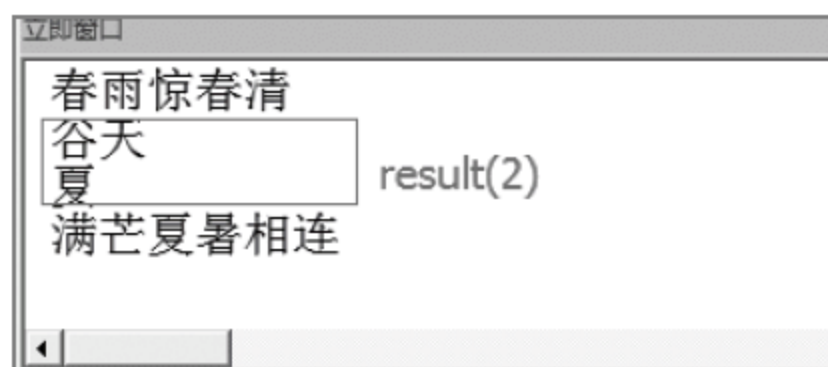 立即窗口
春雨惊春清
谷天
夏
result(2)
满芒夏暑相连